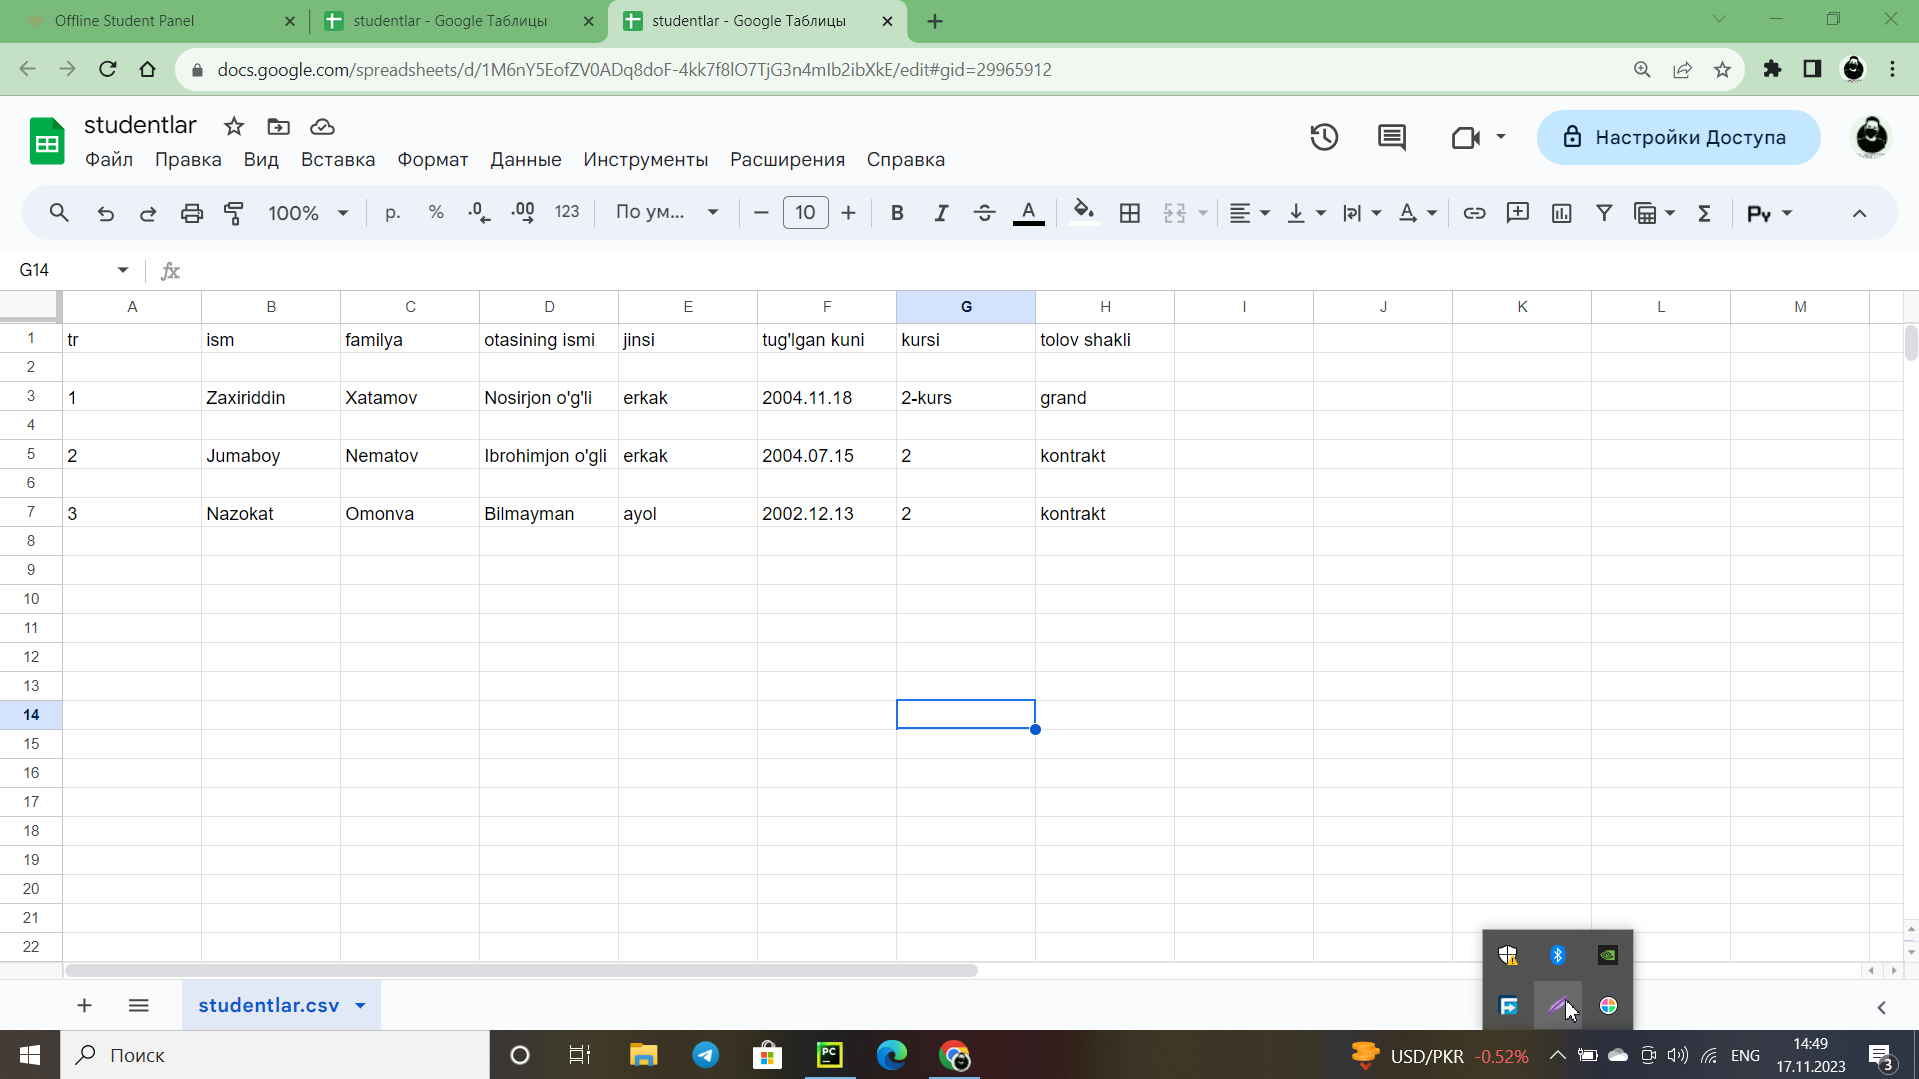 Offline Student Panel
studentlar - Google Таблицы
studentlar - Google Таблицы
docs.google.com/spreadsheets/d/1M6nY5EofZV0ADq8doF-4kk7f8lO7TjG3n4mIb2ibXkE/edit#gid=29965912
studentlar
Файл Правка Вид Вставка Формат Данные Инструменты Расширения Справка
Настройки Доступа
100% р. % .0 .00 123 По ум... 10 B I A Py
G14 fx
A B C D E F G H I J K L M
1 tr ism familya otasining ismi jinsi tug'lgan kuni kursi tolov shakli
2
3 1 Zaxiriddin Xatamov Nosirjon o'g'li erkak 2004.11.18 2-kurs grand
4
5 2 Jumaboy Nematov Ibrohimjon o'gli erkak 2004.07.15 2 kontrakt
6
7 3 Nazokat Omonva Bilmayman ayol 2002.12.13 2 kontrakt
8
9
10
11
12
13
14
15
16
17
18
19
20
21
22
studentlar.csv
Поиск
PC
USD/PKR -0.52%
ENG
14:49
17.11.2023
3